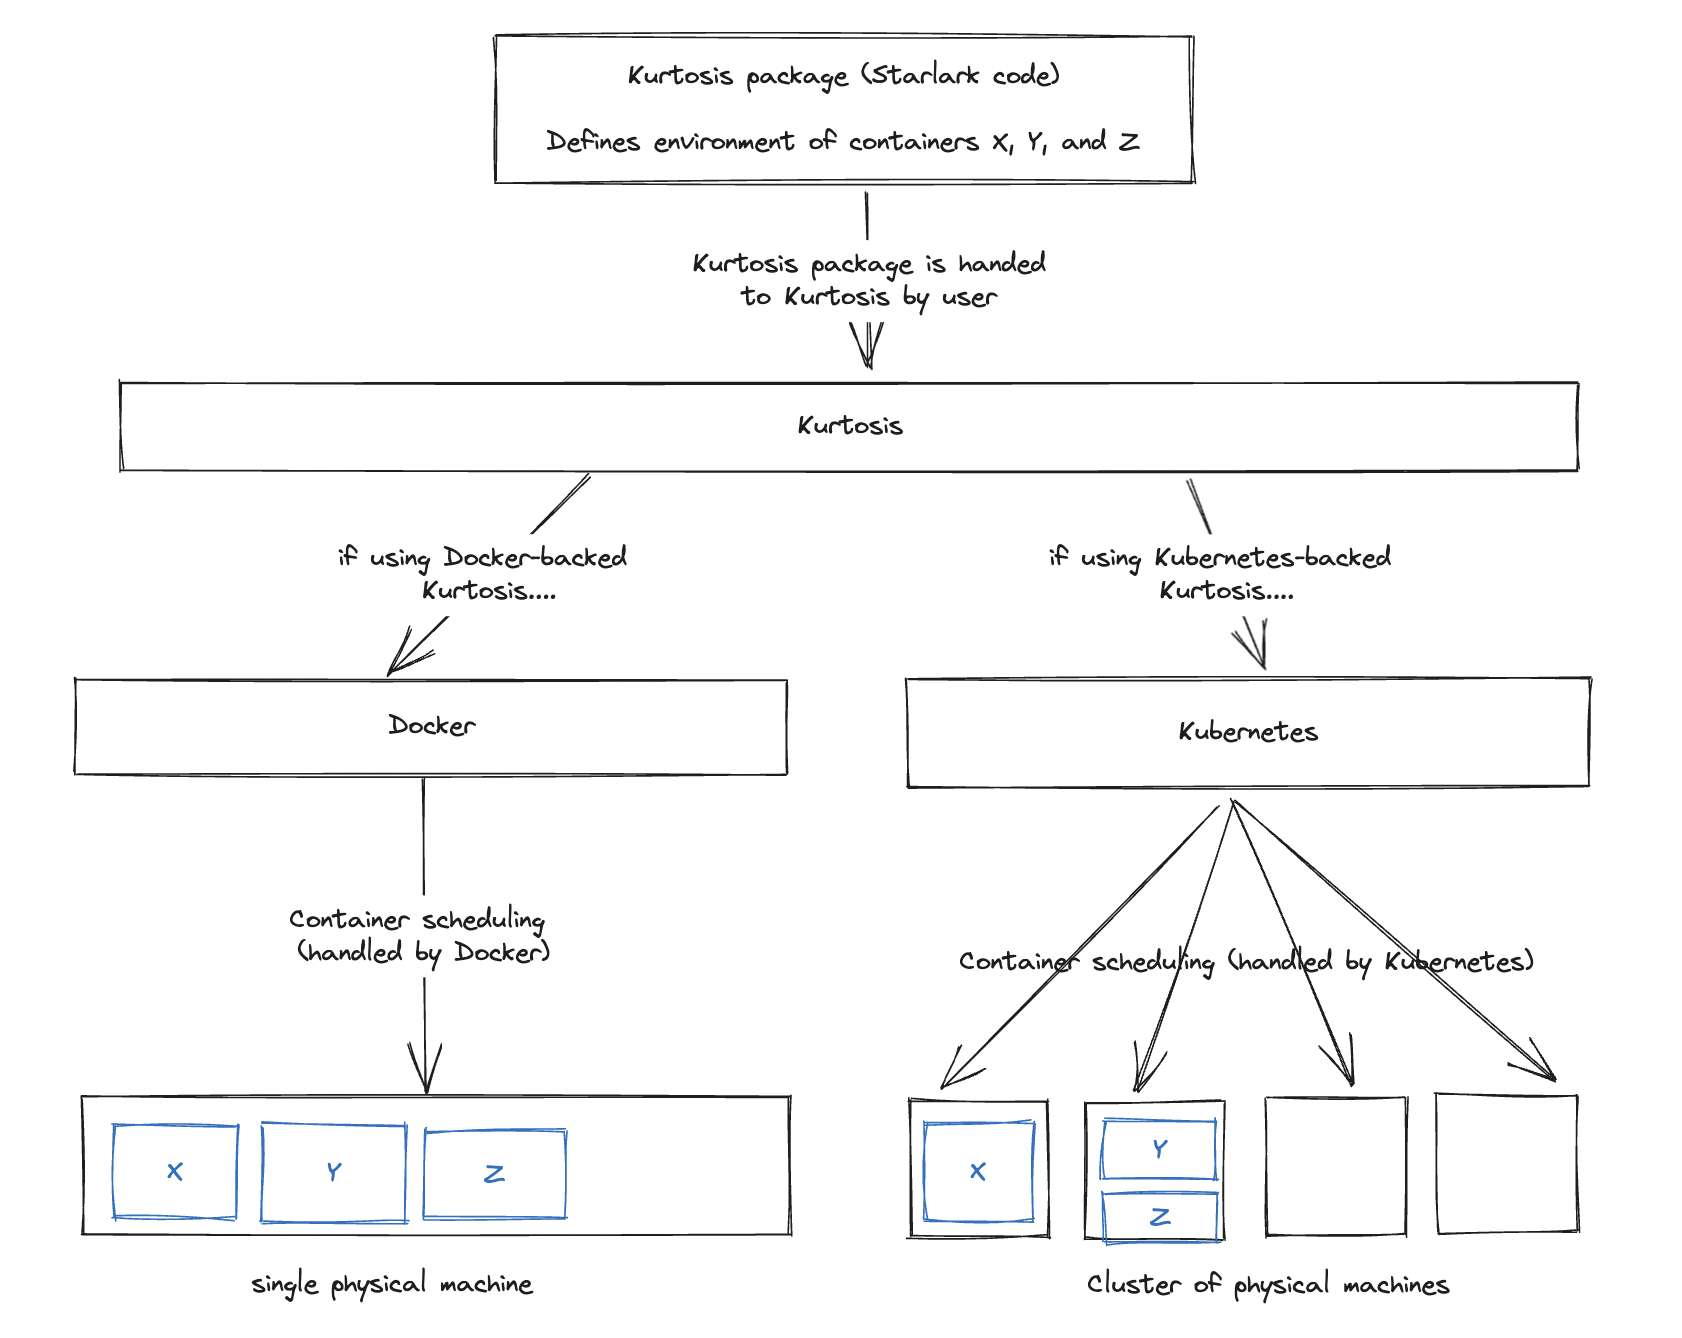 Kurtosis package (Starlark code)
Defines environment of containers X, Y, and Z
Kurtosis package is handed
to Kurtosis by user
Kurtosis
if using Docker-backed
Kurtosis....
if using Kubernetes-backed
Kurtosis....
Docker
Kubernetes
Container scheduling
(handled by Docker)
Container scheduling (handled by Kubernetes)
X
Y
Z
X
Y
Z
single physical machine
Cluster of physical machines